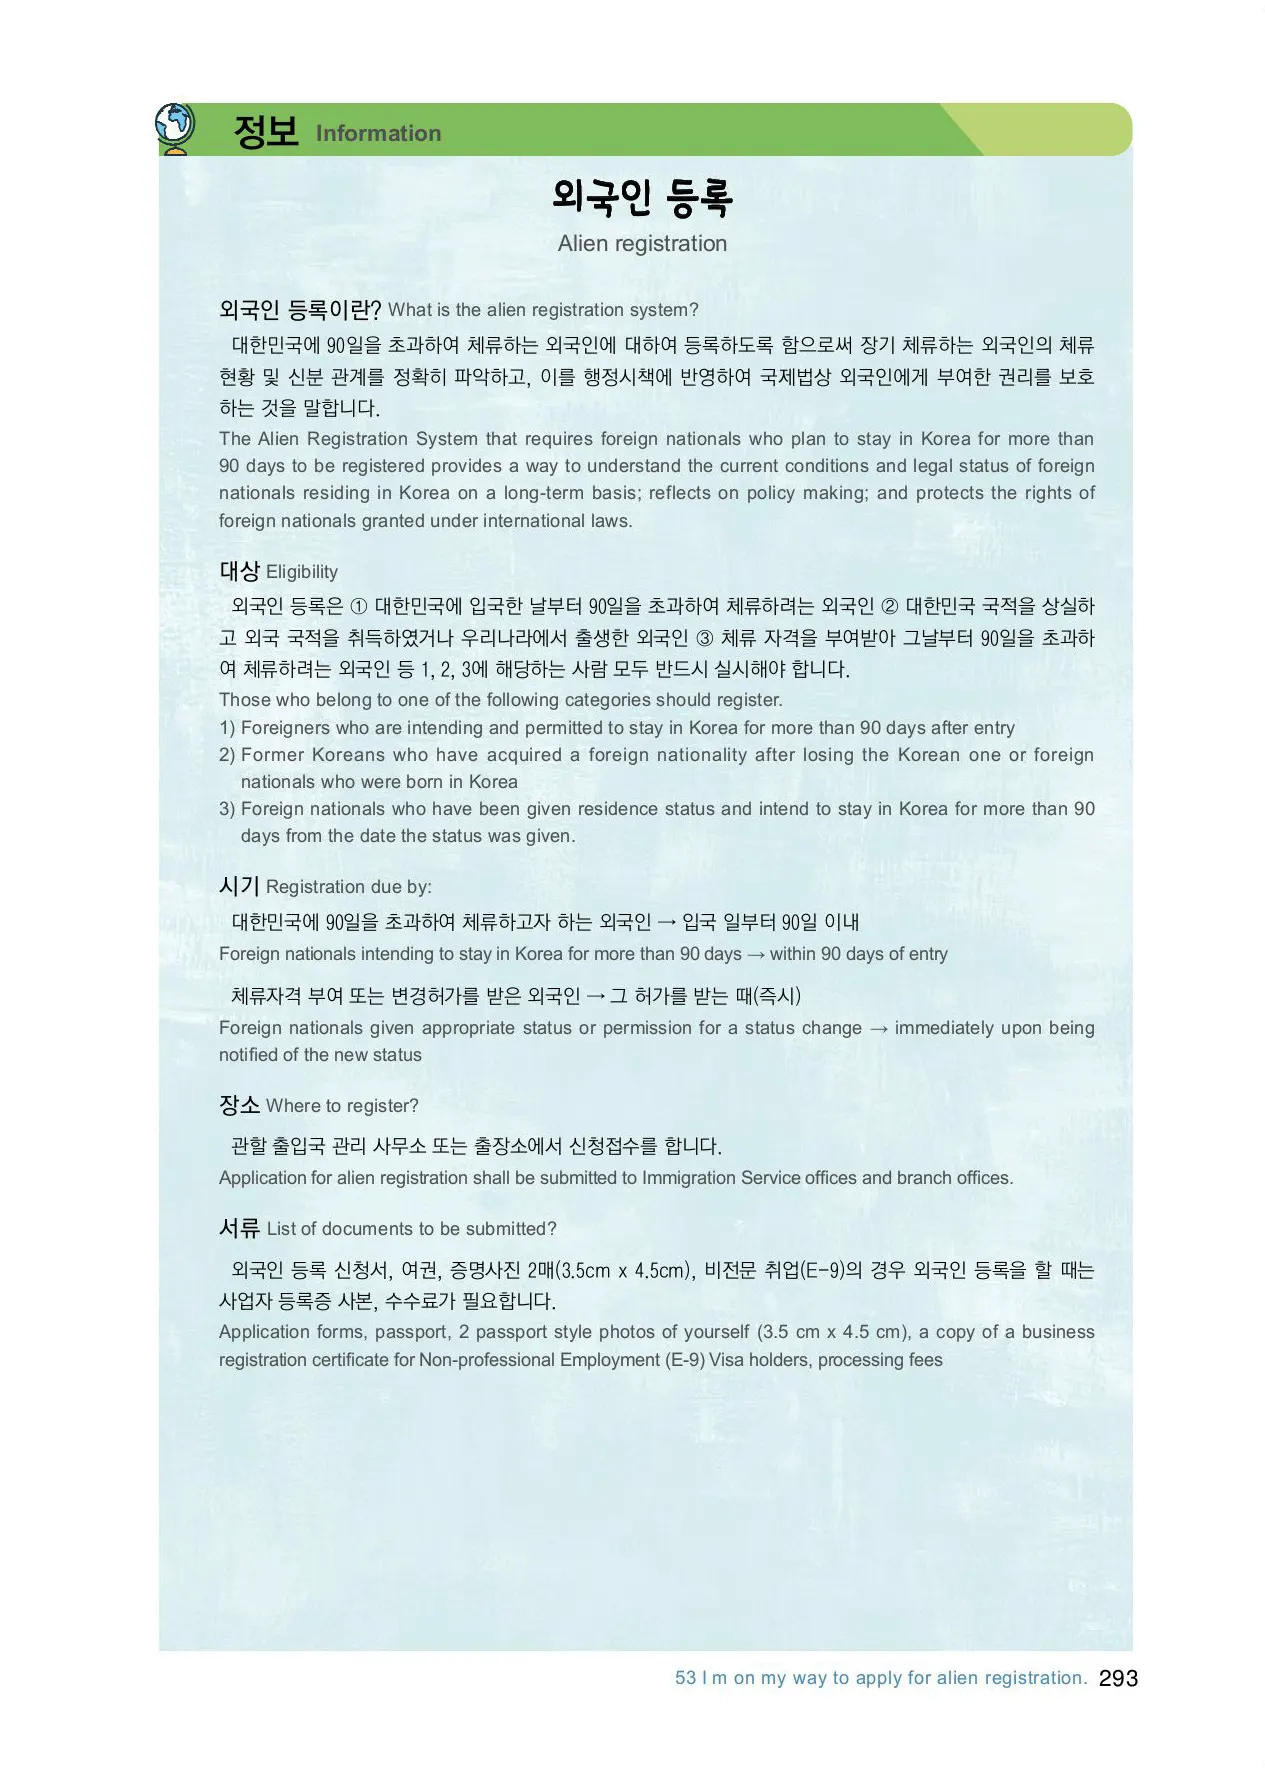 정보 Information
외국인 등록
Alien registration
외국인 등록이란? What is the alien registration system?
대한민국에 90일을 초과하여 체류하는 외국인에 대하여 등록하도록 함으로써 장기 체류하는 외국인의 체류
현황 및 신분 관계를 정확히 파악하고, 이를 행정시책에 반영하여 국제법상 외국인에게 부여한 권리를 보호
하는 것을 말합니다.
The Alien Registration System that requires foreign nationals who plan to stay in Korea for more than
90 days to be registered provides a way to understand the current conditions and legal status of foreign
nationals residing in Korea on a long-term basis; reflects on policy making; and protects the rights of
foreign nationals granted under international laws.
대상 Eligibility
외국인 등록은 ① 대한민국에 입국한 날부터 90일을 초과하여 체류하려는 외국인 ② 대한민국 국적을 상실하
고 외국 국적을 취득하였거나 우리나라에서 출생한 외국인 ③ 체류 자격을 부여받아 그날부터 90일을 초과하
여 체류하려는 외국인 등 1, 2, 3에 해당하는 사람 모두 반드시 실시해야 합니다.
Those who belong to one of the following categories should register.
1) Foreigners who are intending and permitted to stay in Korea for more than 90 days after entry
2) Former Koreans who have acquired a foreign nationality after losing the Korean one or foreign
nationals who were born in Korea
3) Foreign nationals who have been given residence status and intend to stay in Korea for more than 90
days from the date the status was given.
시기 Registration due by:
대한민국에 90일을 초과하여 체류하고자 하는 외국인 → 입국 일부터 90일 이내
Foreign nationals intending to stay in Korea for more than 90 days → within 90 days of entry
체류자격 부여 또는 변경허가를 받은 외국인 → 그 허가를 받는 때(즉시)
Foreign nationals given appropriate status or permission for a status change → immediately upon being
notified of the new status
장소 Where to register?
관할 출입국 관리 사무소 또는 출장소에서 신청접수를 합니다.
Application for alien registration shall be submitted to Immigration Service offices and branch offices.
서류 List of documents to be submitted?
외국인 등록 신청서, 여권, 증명사진 2매(3.5cm x 4.5cm), 비전문 취업(E-9)의 경우 외국인 등록을 할 때는
사업자 등록증 사본, 수수료가 필요합니다.
Application forms, passport, 2 passport style photos of yourself (3.5 cm x 4.5 cm), a copy of a business
registration certificate for Non-professional Employment (E-9) Visa holders, processing fees
53 I m on my way to apply for alien registration. 293